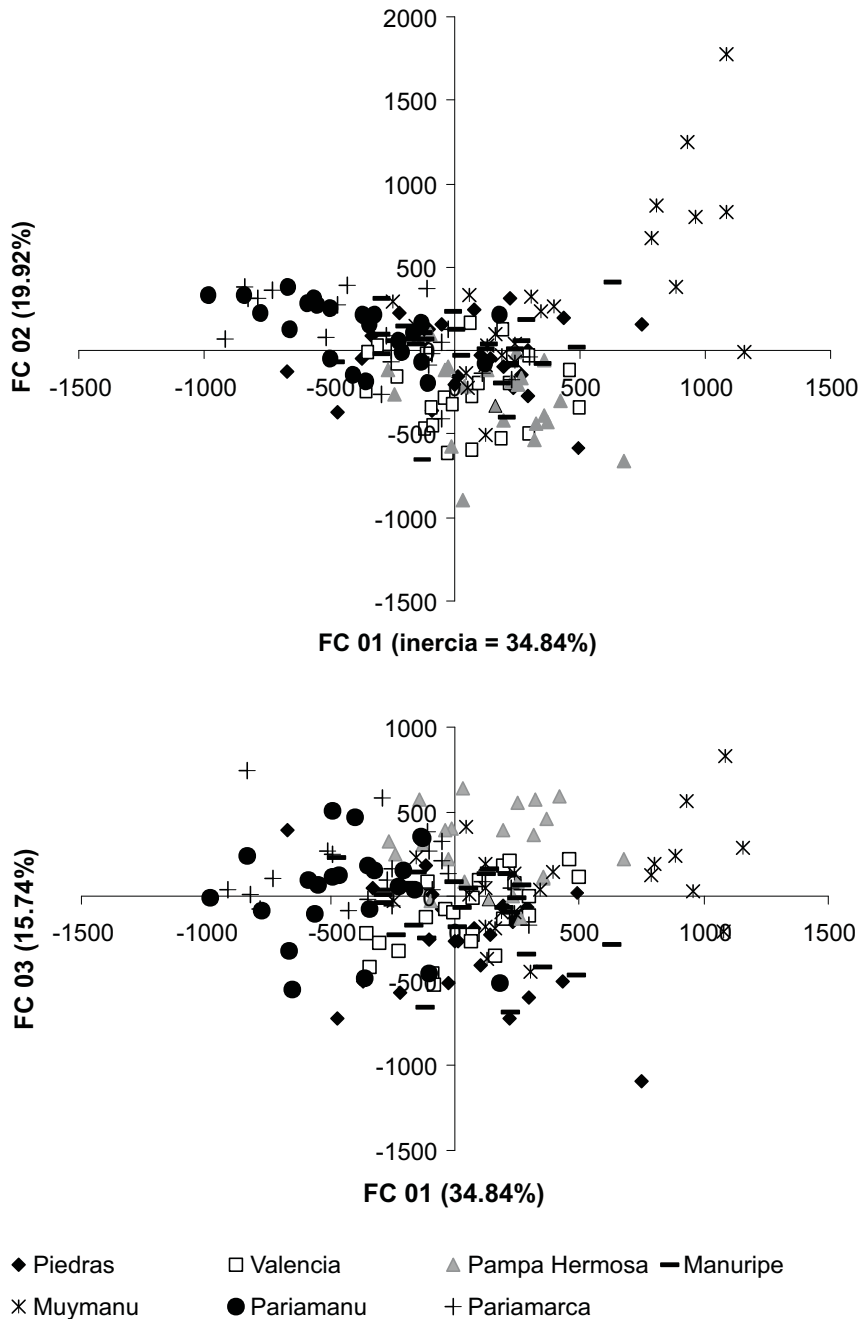 2000
1500
1000
500
-1500 -1000 -500 500 1000 1500
-500
-1000
-1500
FC 02 (19.92%)
FC 01 (inercia = 34.84%)
1000
500
-1500 -1000 -500 0 500 1000 1500
-500
-1000
-1500
FC 03 (15.74%)
FC 01 (34.84%)
Piedras Valencia Pampa Hermosa Manuripe
Muymanu Pariamanu Pariamarca